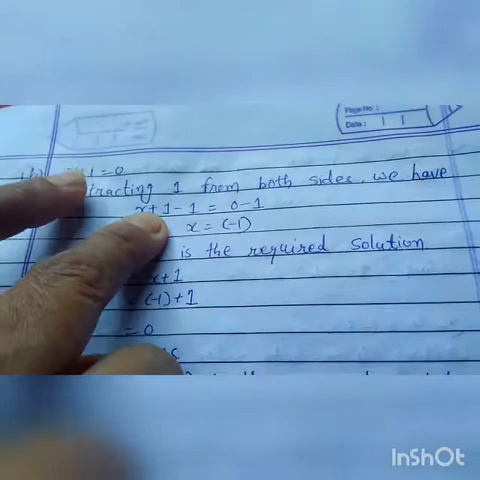 Page No :
Date :
= 0
tracting 1 from both sides, we have
x + 1 - 1 = 0 - 1
x = (-1)
is the required solution
x + 1
= (-1) + 1
= 0
InShOt